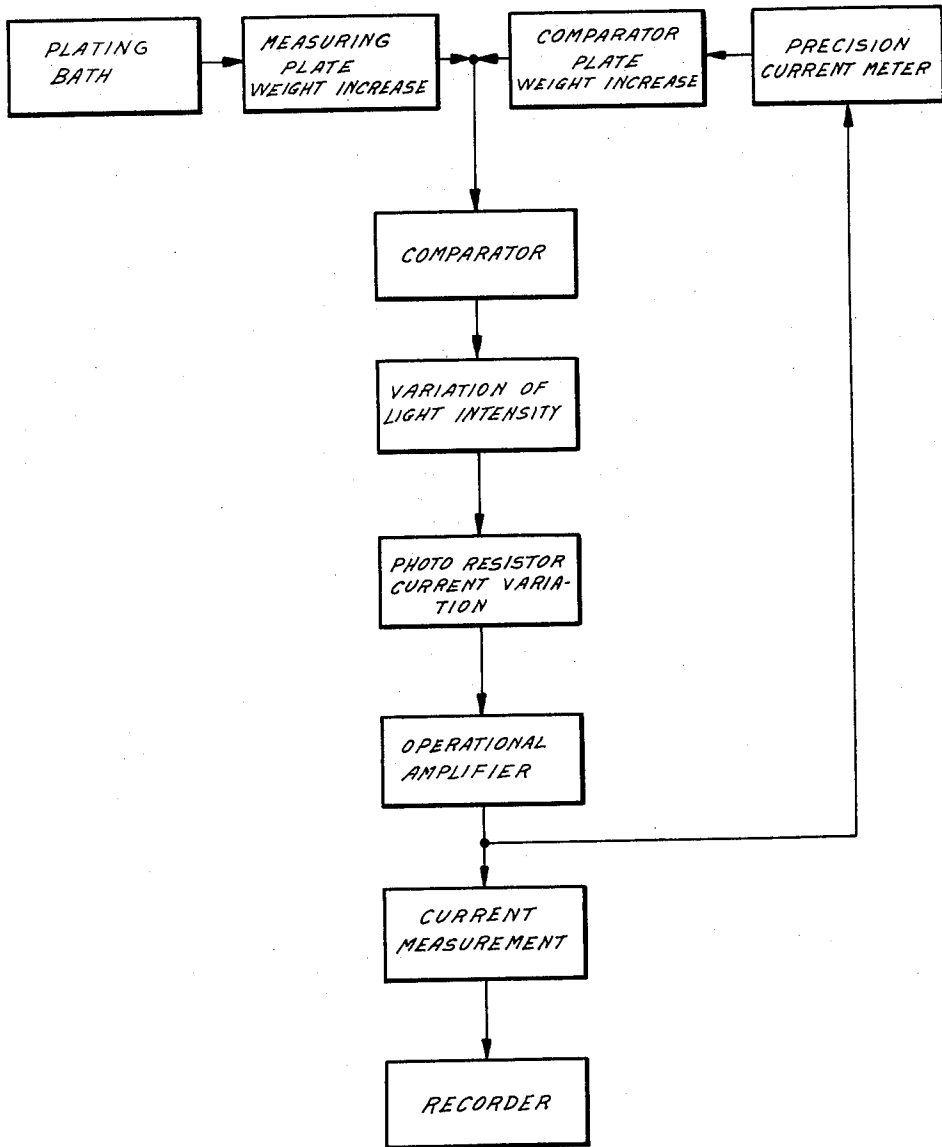 PLATING
BATH
MEASURING
PLATE
WEIGHT INCREASE
COMPARATOR
PLATE
WEIGHT INCREASE
PRECISION
CURRENT METER
COMPARATOR
VARIATION OF
LIGHT INTENSITY
PHOTO RESISTOR
CURRENT VARIA-
TION
OPERATIONAL
AMPLIFIER
CURRENT
MEASUREMENT
RECORDER